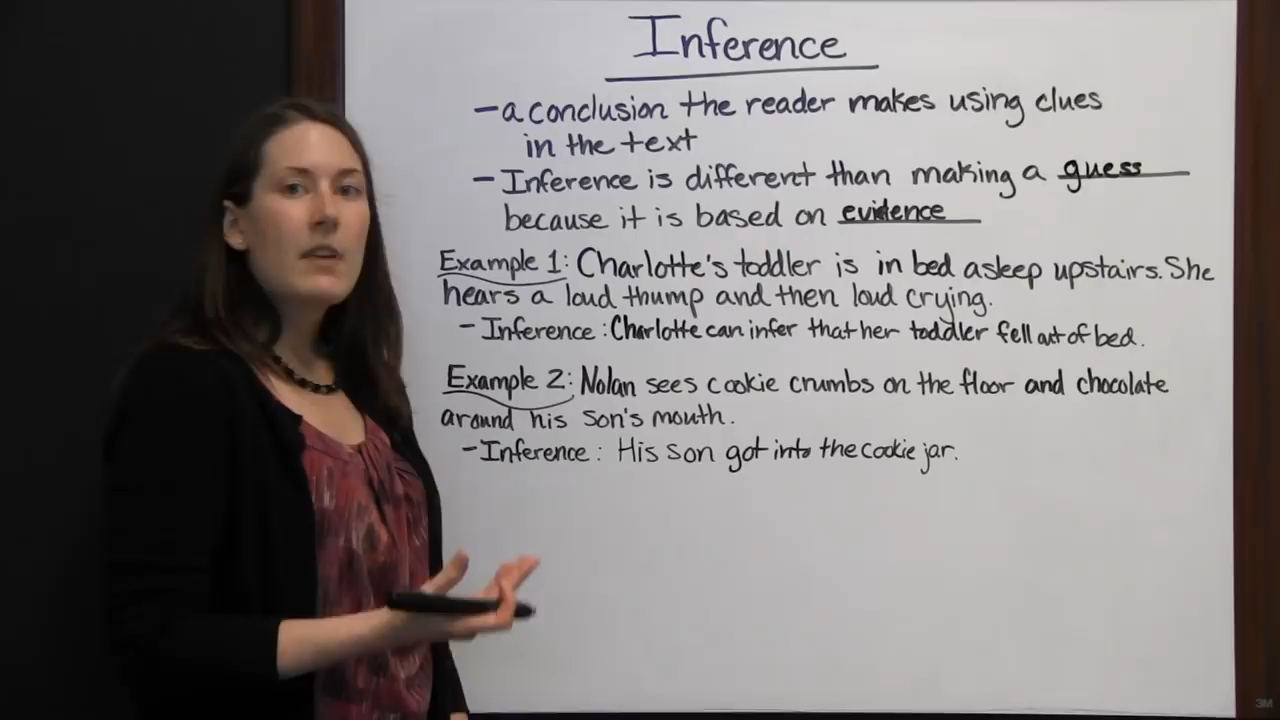 Inference
- a conclusion the reader makes using clues
in the text
- Inference is different than making a guess
because it is based on evidence
Example 1: Charlotte's toddler is in bed asleep upstairs. She
hears a loud thump and then loud crying.
- Inference: Charlotte can infer that her toddler fell out of bed.
Example 2: Nolan sees cookie crumbs on the floor and chocolate
around his son's mouth.
- Inference: His son got into the cookie jar.
3M